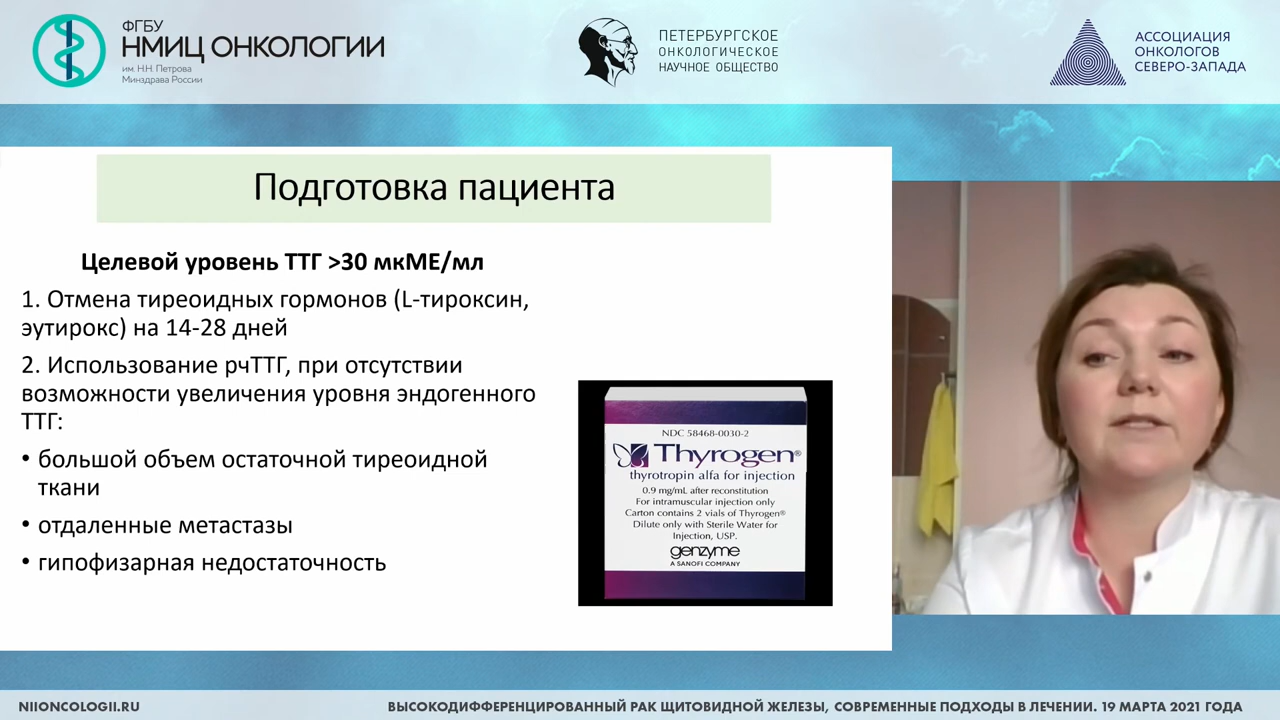 ФГБУ
НМИЦ ОНКОЛОГИИ
им. Н.Н. Петрова
Минздрава России
ПЕТЕРБУРГСКОЕ
ОНКОЛОГИЧЕСКОЕ
НАУЧНОЕ ОБЩЕСТВО
АССОЦИАЦИЯ
ОНКОЛОГОВ
СЕВЕРО-ЗАПАДА
Подготовка пациента
Целевой уровень ТТГ >30 мкМЕ/мл
1. Отмена тиреоидных гормонов (L-тироксин,
эутирокс) на 14-28 дней
2. Использование рчТТГ, при отсутствии
возможности увеличения уровня эндогенного
ТТГ:
• большой объем остаточной тиреоидной
ткани
• отдаленные метастазы
• гипофизарная недостаточность
NDC 58468-0030-2
Thyrogen®
thyrotropin alfa for injection
0.9 mg/mL after reconstitution
For intramuscular injection only
Carton contains 2 vials of Thyrogen®
Dilute only with Sterile Water for
Injection, USP.
genzyme
A SANOFI COMPANY
NIIONCOLOGII.RU
ВЫСОКОДИФФЕРЕНЦИРОВАННЫЙ РАК ЩИТОВИДНОЙ ЖЕЛЕЗЫ, СОВРЕМЕННЫЕ ПОДХОДЫ В ЛЕЧЕНИИ. 19 МАРТА 2021 ГОДА